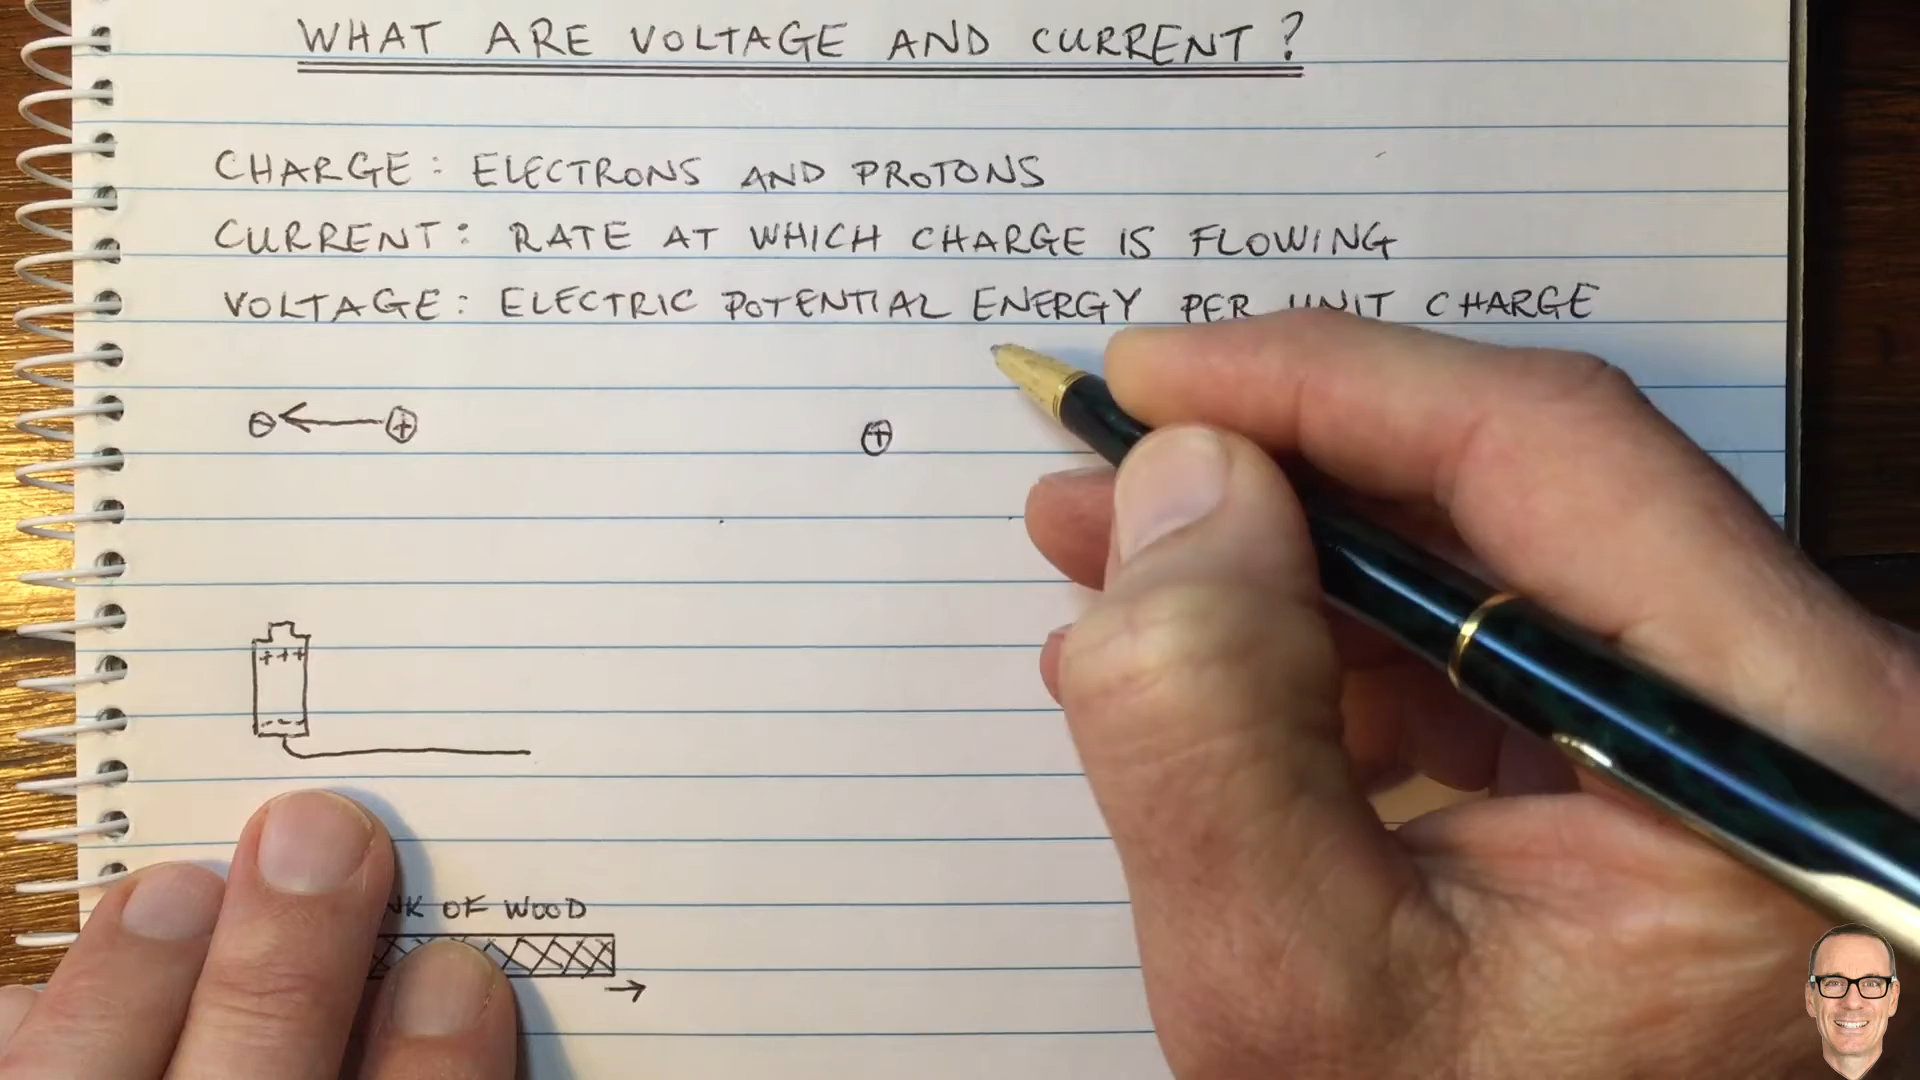 WHAT ARE VOLTAGE AND CURRENT?
CHARGE: ELECTRONS AND PROTONS
CURRENT: RATE AT WHICH CHARGE IS FLOWING
VOLTAGE: ELECTRIC POTENTIAL ENERGY PER UNIT CHARGE
⊖ ← ⊕ ⊕
+++
---
OF WOOD
→